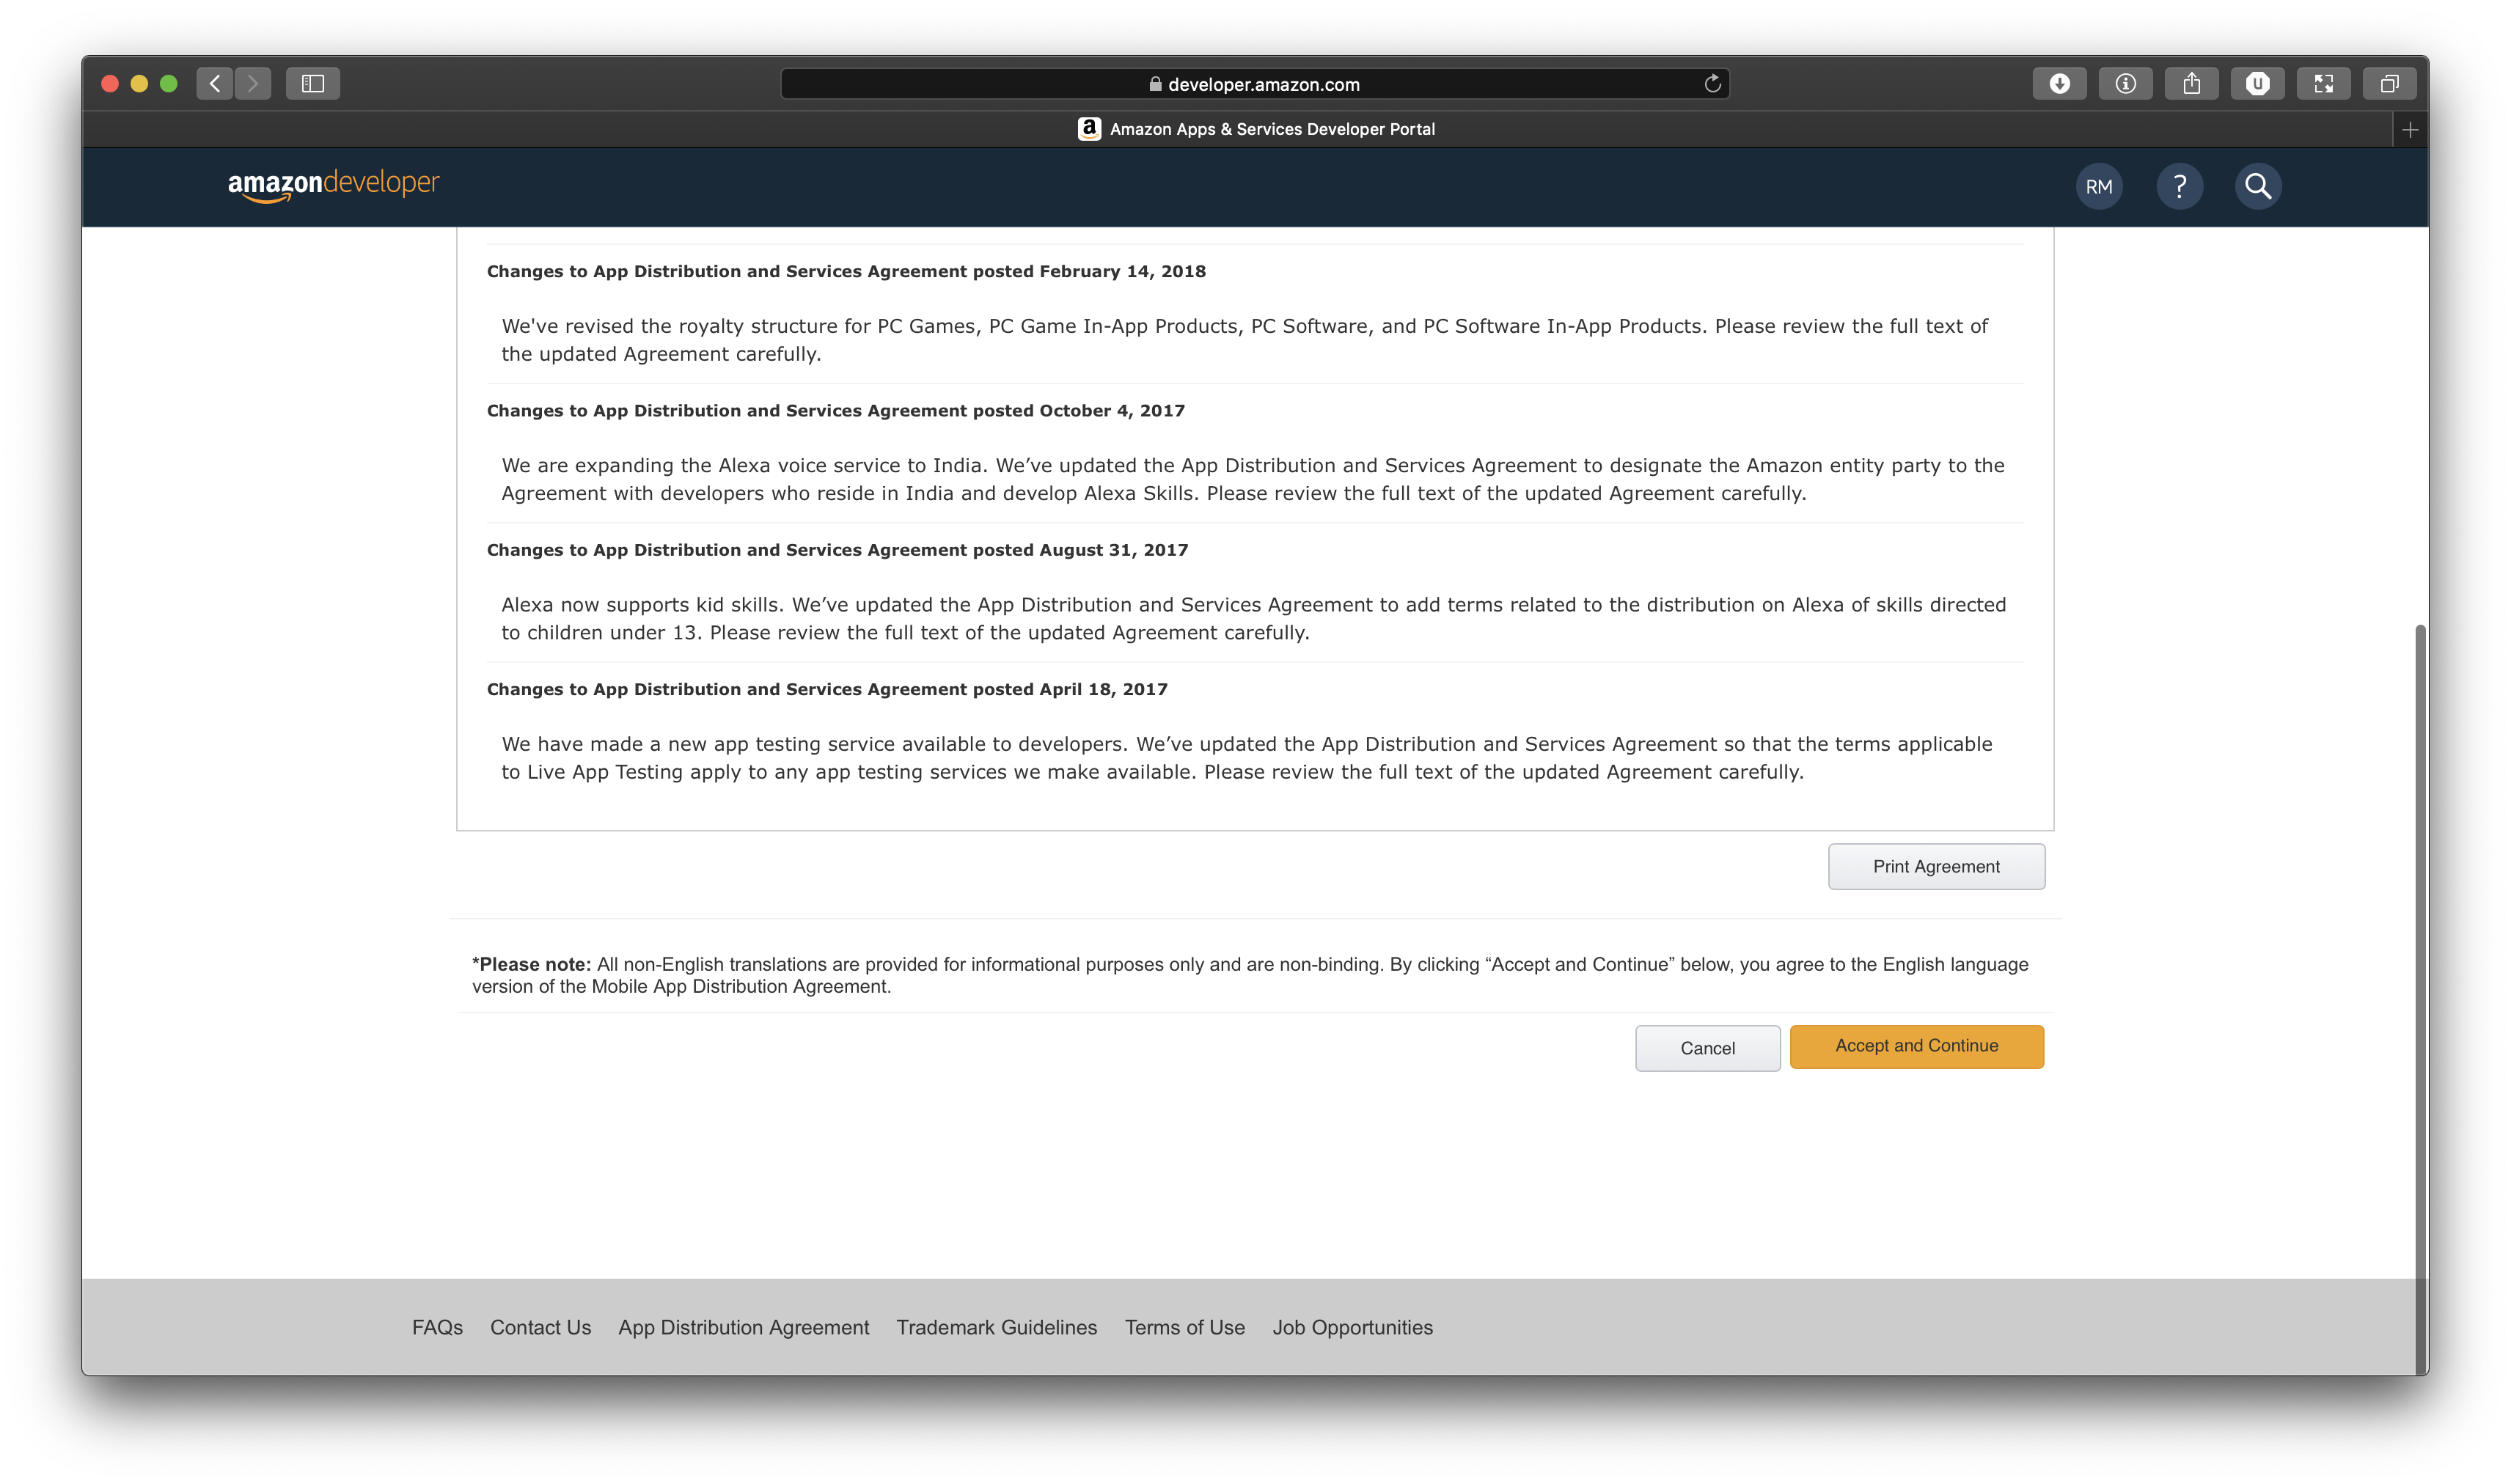 developer.amazon.com
a Amazon Apps & Services Developer Portal
amazondeveloper
RM ?
Changes to App Distribution and Services Agreement posted February 14, 2018
We've revised the royalty structure for PC Games, PC Game In-App Products, PC Software, and PC Software In-App Products. Please review the full text of
the updated Agreement carefully.
Changes to App Distribution and Services Agreement posted October 4, 2017
We are expanding the Alexa voice service to India. We’ve updated the App Distribution and Services Agreement to designate the Amazon entity party to the
Agreement with developers who reside in India and develop Alexa Skills. Please review the full text of the updated Agreement carefully.
Changes to App Distribution and Services Agreement posted August 31, 2017
Alexa now supports kid skills. We’ve updated the App Distribution and Services Agreement to add terms related to the distribution on Alexa of skills directed
to children under 13. Please review the full text of the updated Agreement carefully.
Changes to App Distribution and Services Agreement posted April 18, 2017
We have made a new app testing service available to developers. We’ve updated the App Distribution and Services Agreement so that the terms applicable
to Live App Testing apply to any app testing services we make available. Please review the full text of the updated Agreement carefully.
Print Agreement
*Please note: All non-English translations are provided for informational purposes only and are non-binding. By clicking “Accept and Continue” below, you agree to the English language
version of the Mobile App Distribution Agreement.
Cancel Accept and Continue
FAQs Contact Us App Distribution Agreement Trademark Guidelines Terms of Use Job Opportunities